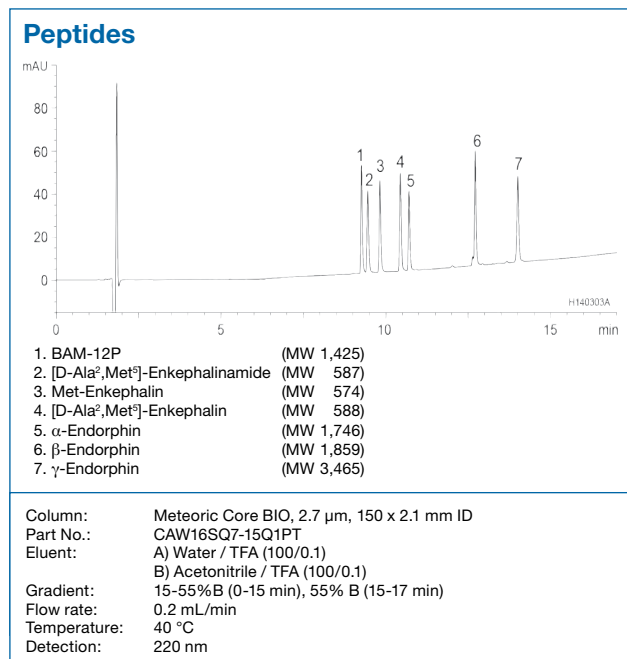 Peptides
mAU
80
60
40
20
0
1
2
3
4
5
6
7
H140303A
0 5 10 15 min
1. BAM-12P (MW 1,425)
2. [D-Ala²,Met⁵]-Enkephalinamide (MW 587)
3. Met-Enkephalin (MW 574)
4. [D-Ala²,Met⁵]-Enkephalin (MW 588)
5. α-Endorphin (MW 1,746)
6. β-Endorphin (MW 1,859)
7. γ-Endorphin (MW 3,465)
Column: Meteoric Core BIO, 2.7 µm, 150 x 2.1 mm ID
Part No.: CAW16SQ7-15Q1PT
Eluent: A) Water / TFA (100/0.1)
B) Acetonitrile / TFA (100/0.1)
Gradient: 15-55%B (0-15 min), 55% B (15-17 min)
Flow rate: 0.2 mL/min
Temperature: 40 °C
Detection: 220 nm